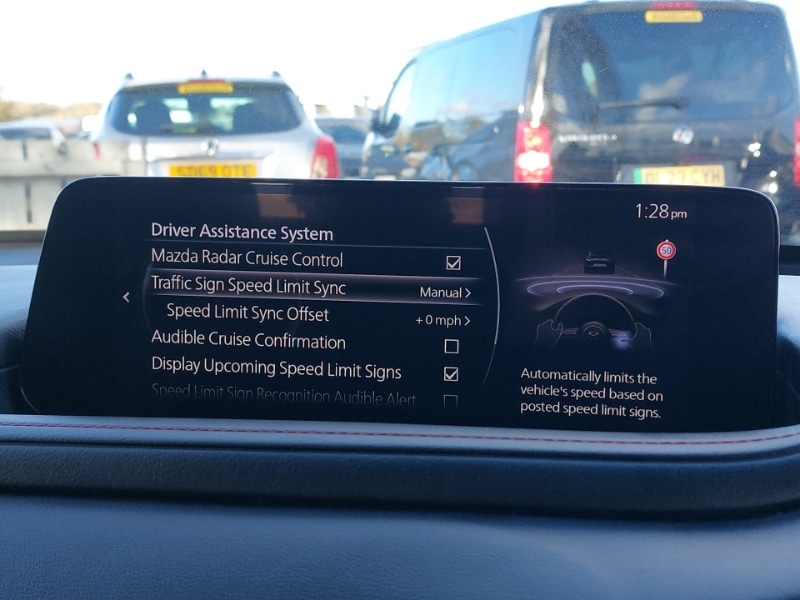 1:28pm
Driver Assistance System
Mazda Radar Cruise Control
Traffic Sign Speed Limit Sync Manual >
Speed Limit Sync Offset +0 mph >
Audible Cruise Confirmation
Display Upcoming Speed Limit Signs
Speed Limit Sign Recognition Audible Alert
50
Automatically limits the
vehicle's speed based on
posted speed limit signs.